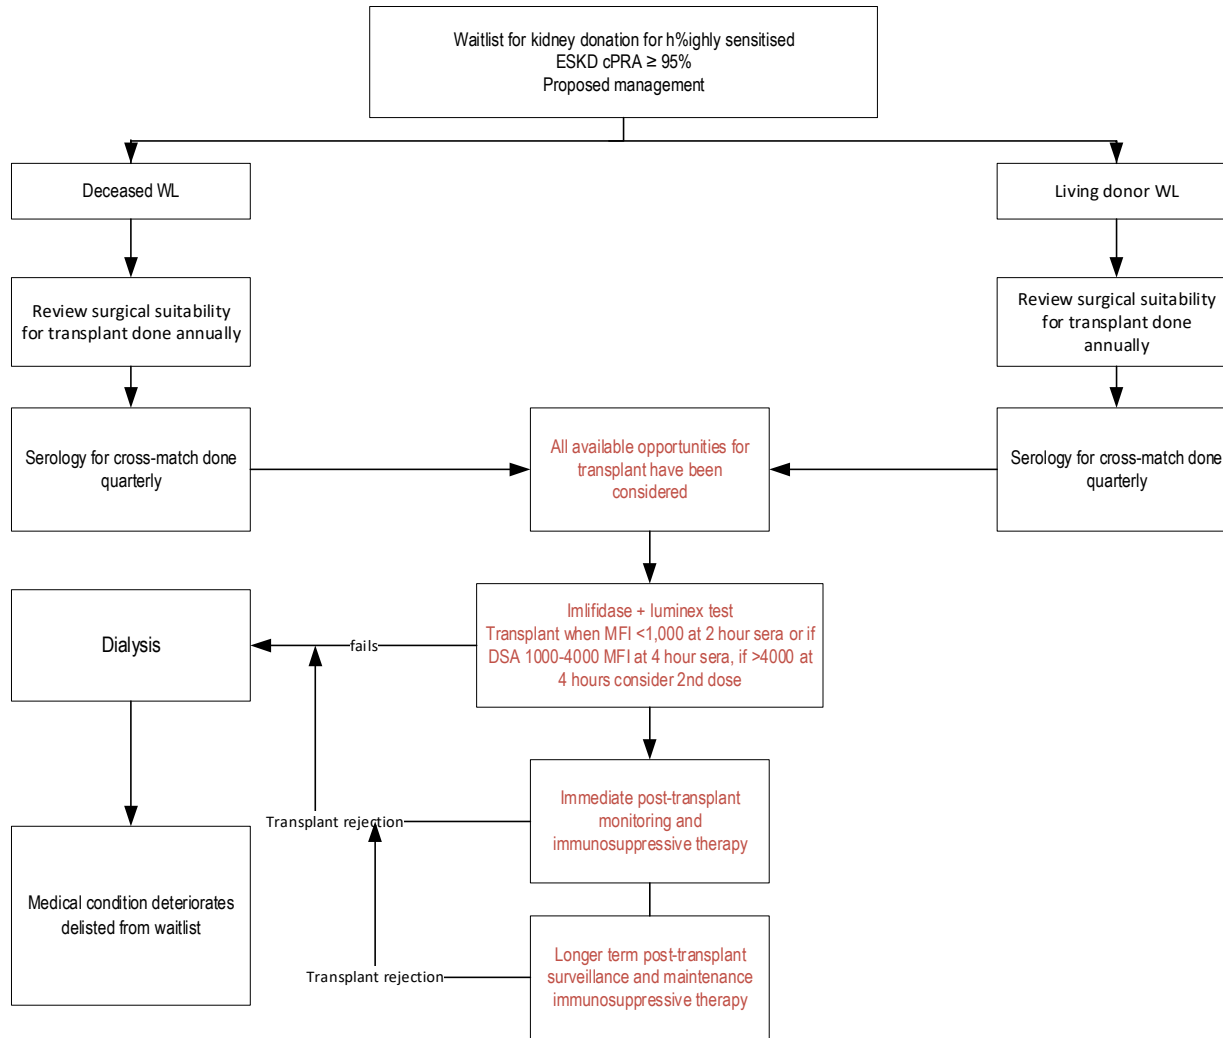 Waitlist for kidney donation for h%ighly sensitised
ESKD cPRA ≥ 95%
Proposed management
Deceased WL
Living donor WL
Review surgical suitability
for transplant done annually
Review surgical suitability
for transplant done
annually
Serology for cross-match done
quarterly
All available opportunities for
transplant have been
considered
Serology for cross-match done
quarterly
Dialysis
fails
Imlifidase + luminex test
Transplant when MFI <1,000 at 2 hour sera or if
DSA 1000-4000 MFI at 4 hour sera, if >4000 at
4 hours consider 2nd dose
Transplant rejection
Immediate post-transplant
monitoring and
immunosuppressive therapy
Medical condition deteriorates
delisted from waitlist
Transplant rejection
Longer term post-transplant
surveillance and maintenance
immunosuppressive therapy